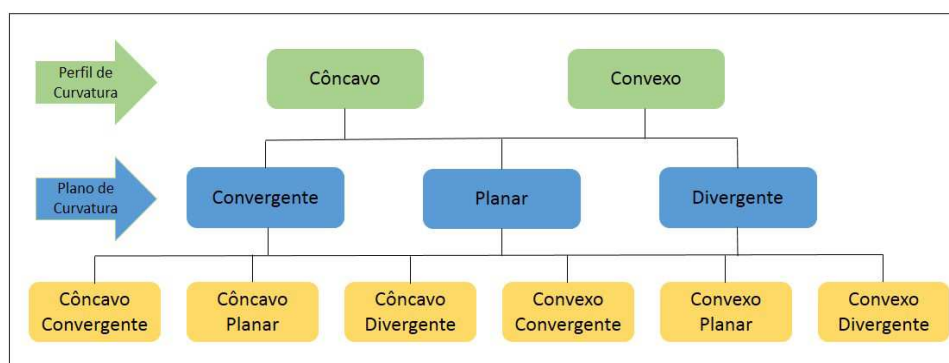 Perfil de
Curvatura
Côncavo
Convexo
Plano de
Curvatura
Convergente
Planar
Divergente
Côncavo
Convergente
Côncavo
Planar
Côncavo
Divergente
Convexo
Convergente
Convexo
Planar
Convexo
Divergente